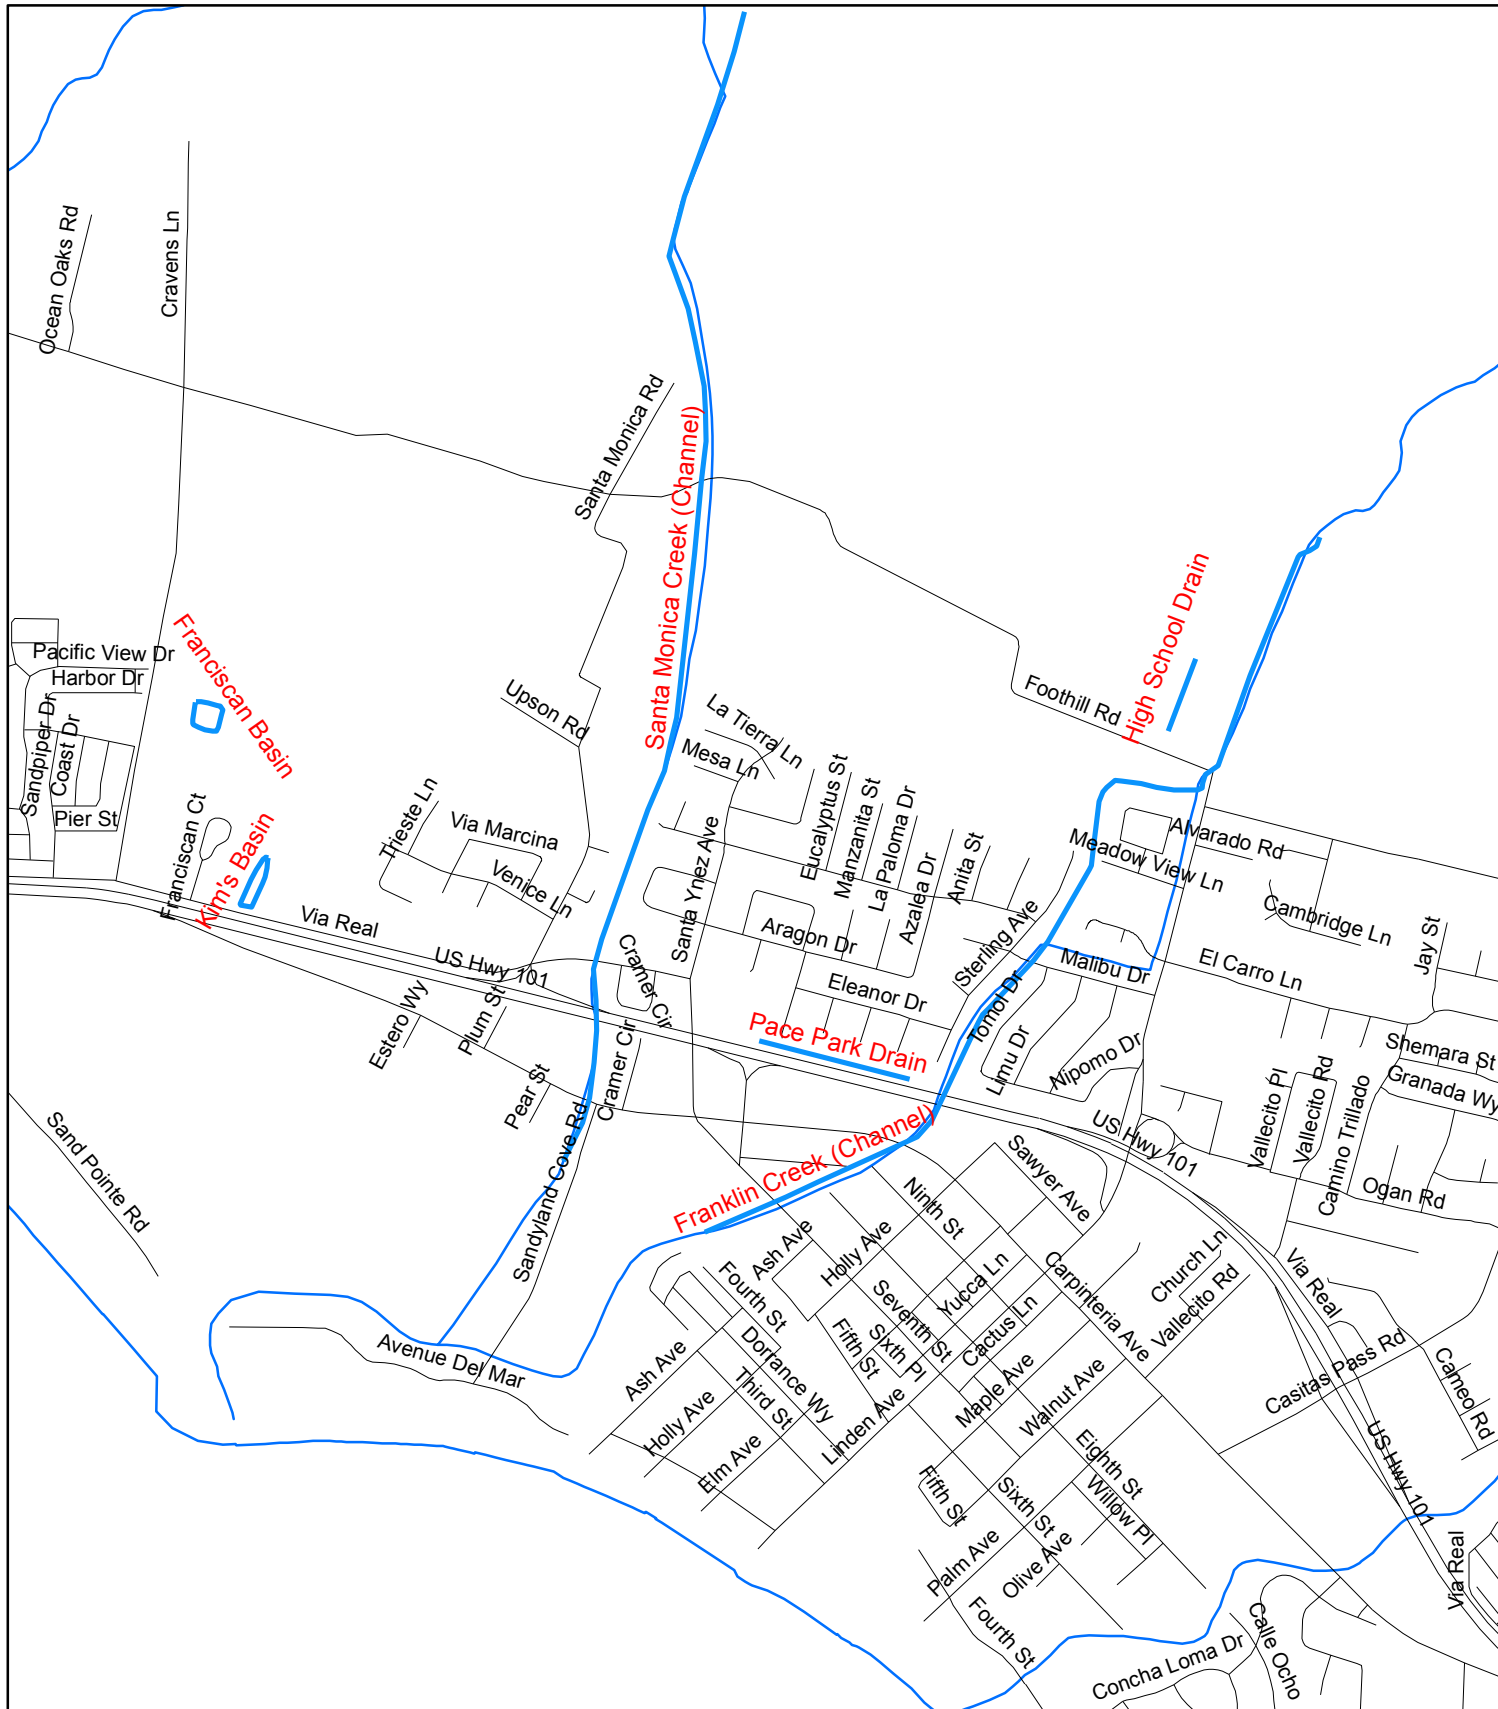 Ocean Oaks Rd
Cravens Ln
Santa Monica Rd
Santa Monica Creek (Channel)
High School Drain
Franciscan Basin
Pacific View Dr
Harbor Dr
Sandpiper Dr
Coast Dr
Pier St
Upson Rd
La Tierra Ln
Mesa Ln
Foothill Rd
Franciscan Ct
Kim's Basin
Trieste Ln
Via Marcina
Venice Ln
Santa Ynez Ave
Eucalyptus St
Manzanita St
La Paloma Dr
Azalea Dr
Anita St
Meadow View Ln
Alvarado Rd
Cambridge Ln
Via Real
US Hwy 101
Cramer Cir
Aragon Dr
Eleanor Dr
Sterling Ave
Malibu Dr
El Carro Ln
Jay St
Estero Wy
Plum St
Pear St
Cramer Cir
Pace Park Drain
Tomol Dr
Limu Dr
Nipomo Dr
Shemara St
Granada Wy
Vallecito Pl
Vallecito Rd
Camino Trillado
US Hwy 101
Ogan Rd
Sand Pointe Rd
Sandyland Cove Rd
Franklin Creek (Channel)
Sawyer Ave
Ninth St
Ash Ave
Holly Ave
Fourth St
Seventh St
Yucca Ln
Cactus Ln
Carpinteria Ave
Church Ln
Vallecito Rd
Via Real
Avenue Del Mar
Ash Ave
Dorrance Wy
Fifth St
Sixth Pl
Third St
Holly Ave
Elm Ave
Linden Ave
Maple Ave
Walnut Ave
Casitas Pass Rd
Cameo Rd
US Hwy 101
Eighth St
Willow Pl
Fifth St
Sixth St
Palm Ave
Olive Ave
Fourth St
Via Real
Calle Ocho
Concha Loma Dr